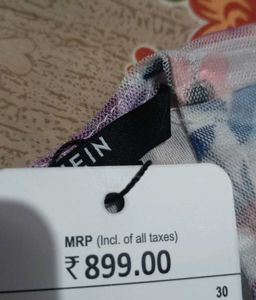 EIN
MRP (Incl. of all taxes)
₹899.00
30